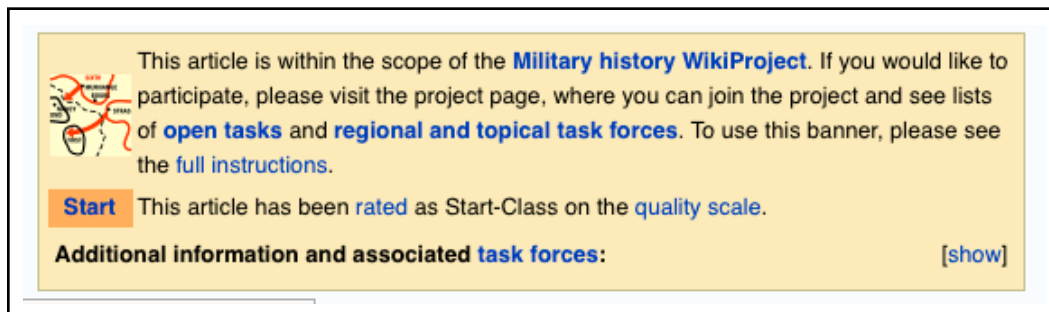 This article is within the scope of the Military history WikiProject. If you would like to
participate, please visit the project page, where you can join the project and see lists
of open tasks and regional and topical task forces. To use this banner, please see
the full instructions.
Start This article has been rated as Start-Class on the quality scale.
Additional information and associated task forces: [show]